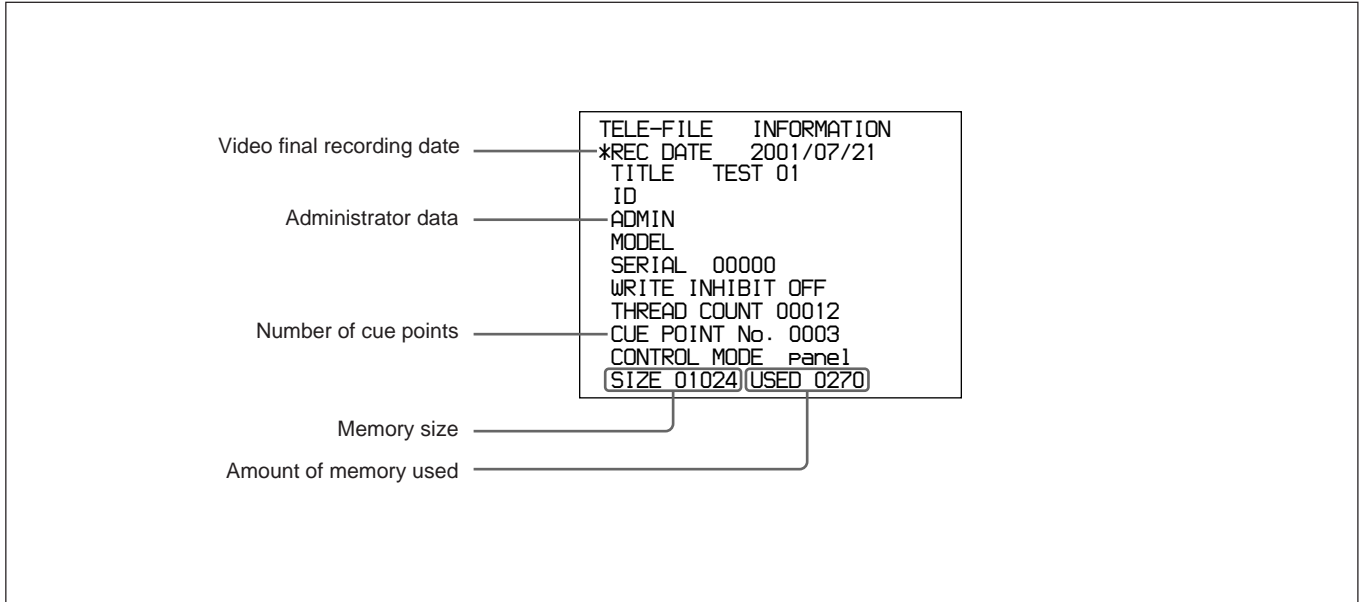 TELE-FILE INFORMATION
Video final recording date
*REC DATE 2001/07/21
TITLE TEST 01
ID
Administrator data
ADMIN
MODEL
SERIAL 00000
WRITE INHIBIT OFF
THREAD COUNT 00012
Number of cue points
CUE POINT No. 0003
CONTROL MODE panel
SIZE 01024 USED 0270
Memory size
Amount of memory used